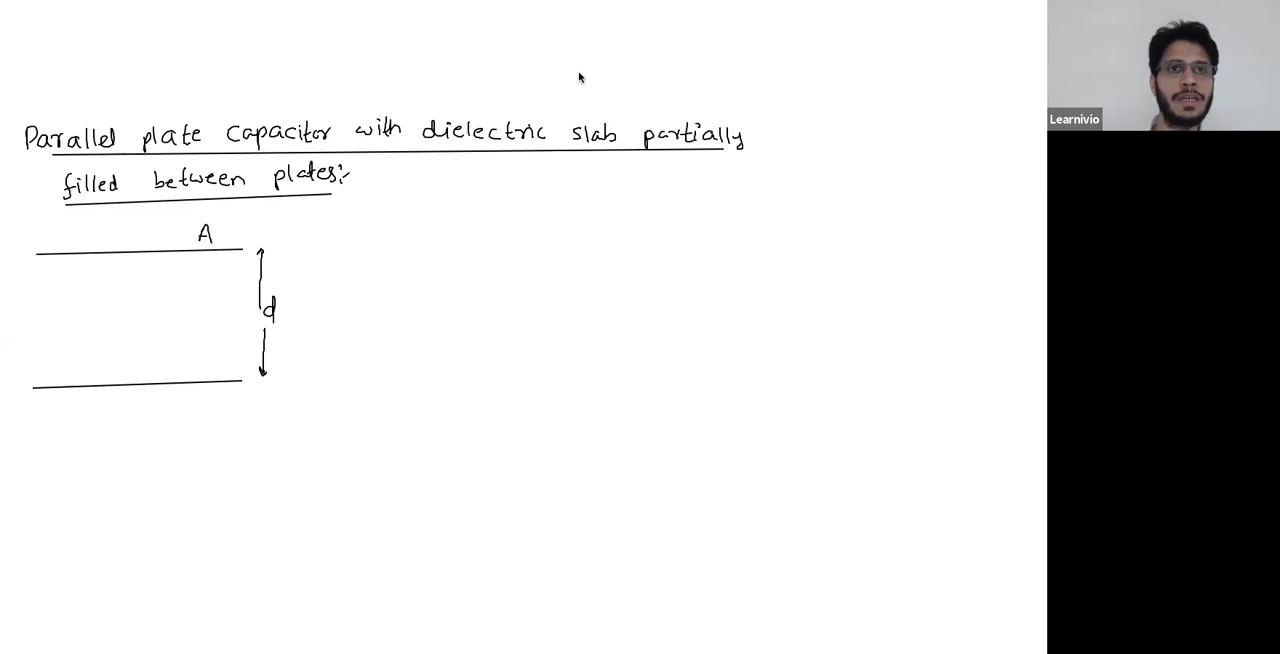 Parallel plate capacitor with dielectric slab partially
filled between plates:-
A
d
Learnivio